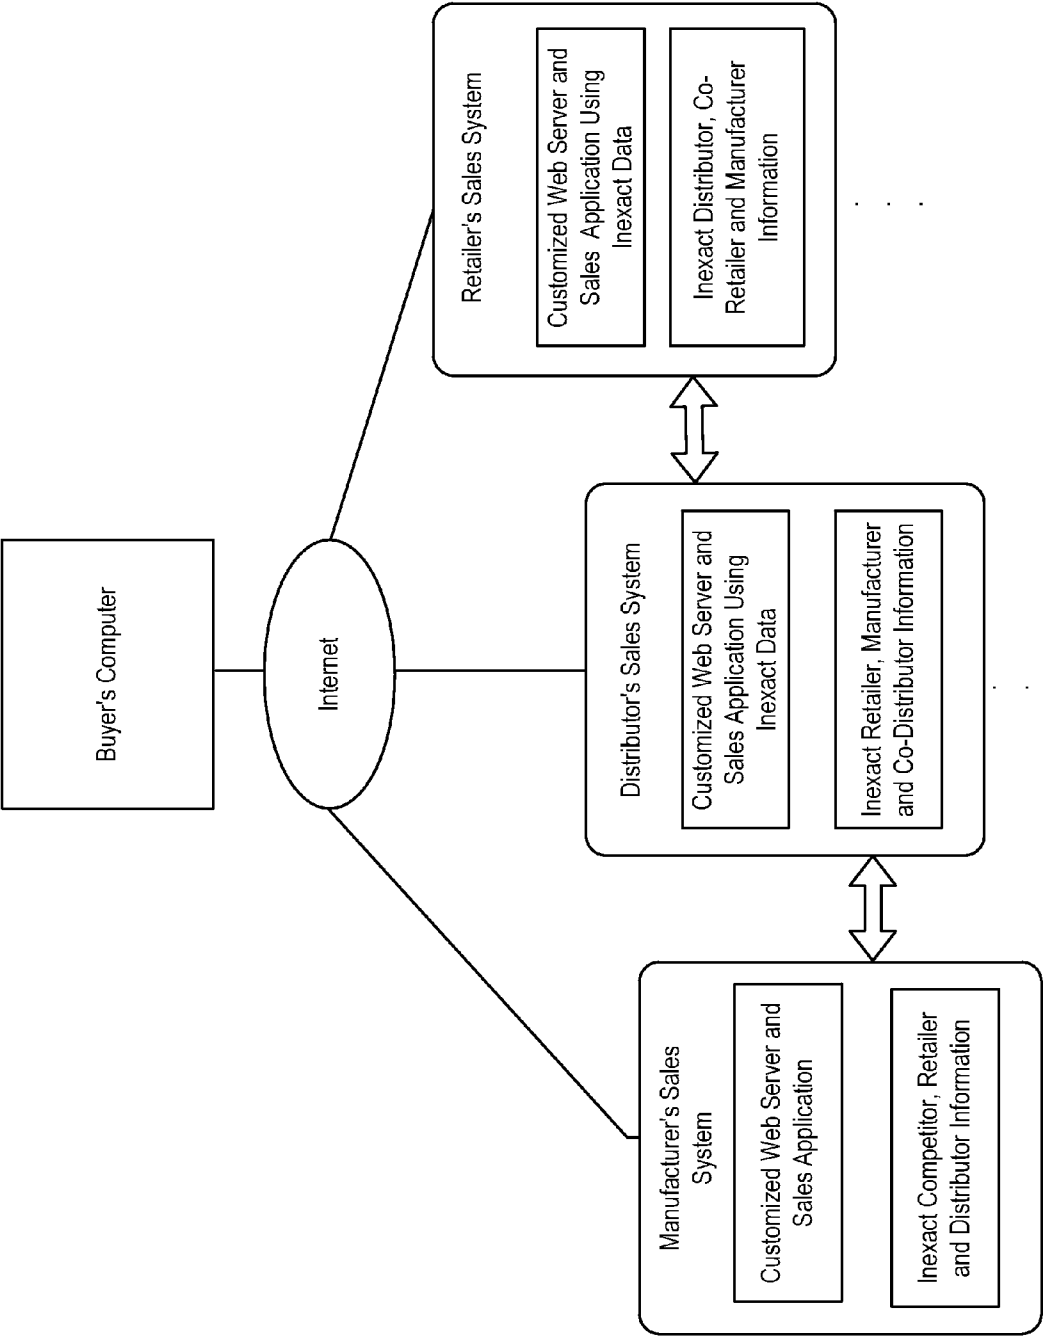 Buyer's Computer
Internet
Manufacturer's Sales
System
Customized Web Server and
Sales Application
Inexact Competitor, Retailer
and Distributor Information
Distributor's Sales System
Customized Web Server and
Sales Application Using
Inexact Data
Inexact Retailer, Manufacturer
and Co-Distributor Information
Retailer's Sales System
Customized Web Server and
Sales Application Using
Inexact Data
Inexact Distributor, Co-
Retailer and Manufacturer
Information